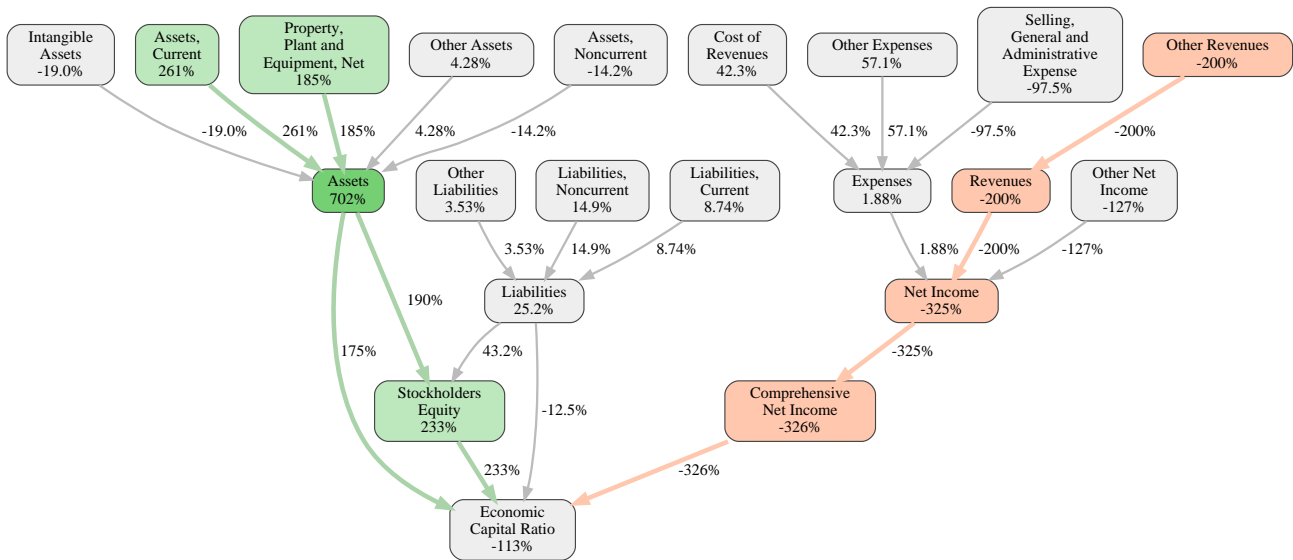 Intangible
Assets
-19.0%
Assets,
Current
261%
Property,
Plant and
Equipment, Net
185%
Other Assets
4.28%
Assets,
Noncurrent
-14.2%
Cost of
Revenues
42.3%
Other Expenses
57.1%
Selling,
General and
Administrative
Expense
-97.5%
Other Revenues
-200%
-19.0%
261%
185%
4.28%
-14.2%
42.3%
57.1%
-97.5%
-200%
Assets
702%
Other
Liabilities
3.53%
Liabilities,
Noncurrent
14.9%
Liabilities,
Current
8.74%
Expenses
1.88%
Revenues
-200%
Other Net
Income
-127%
3.53%
14.9%
8.74%
1.88%
-200%
-127%
190%
Liabilities
25.2%
Net Income
-325%
175%
43.2%
-325%
Stockholders
Equity
233%
-12.5%
Comprehensive
Net Income
-326%
233%
-326%
Economic
Capital Ratio
-113%